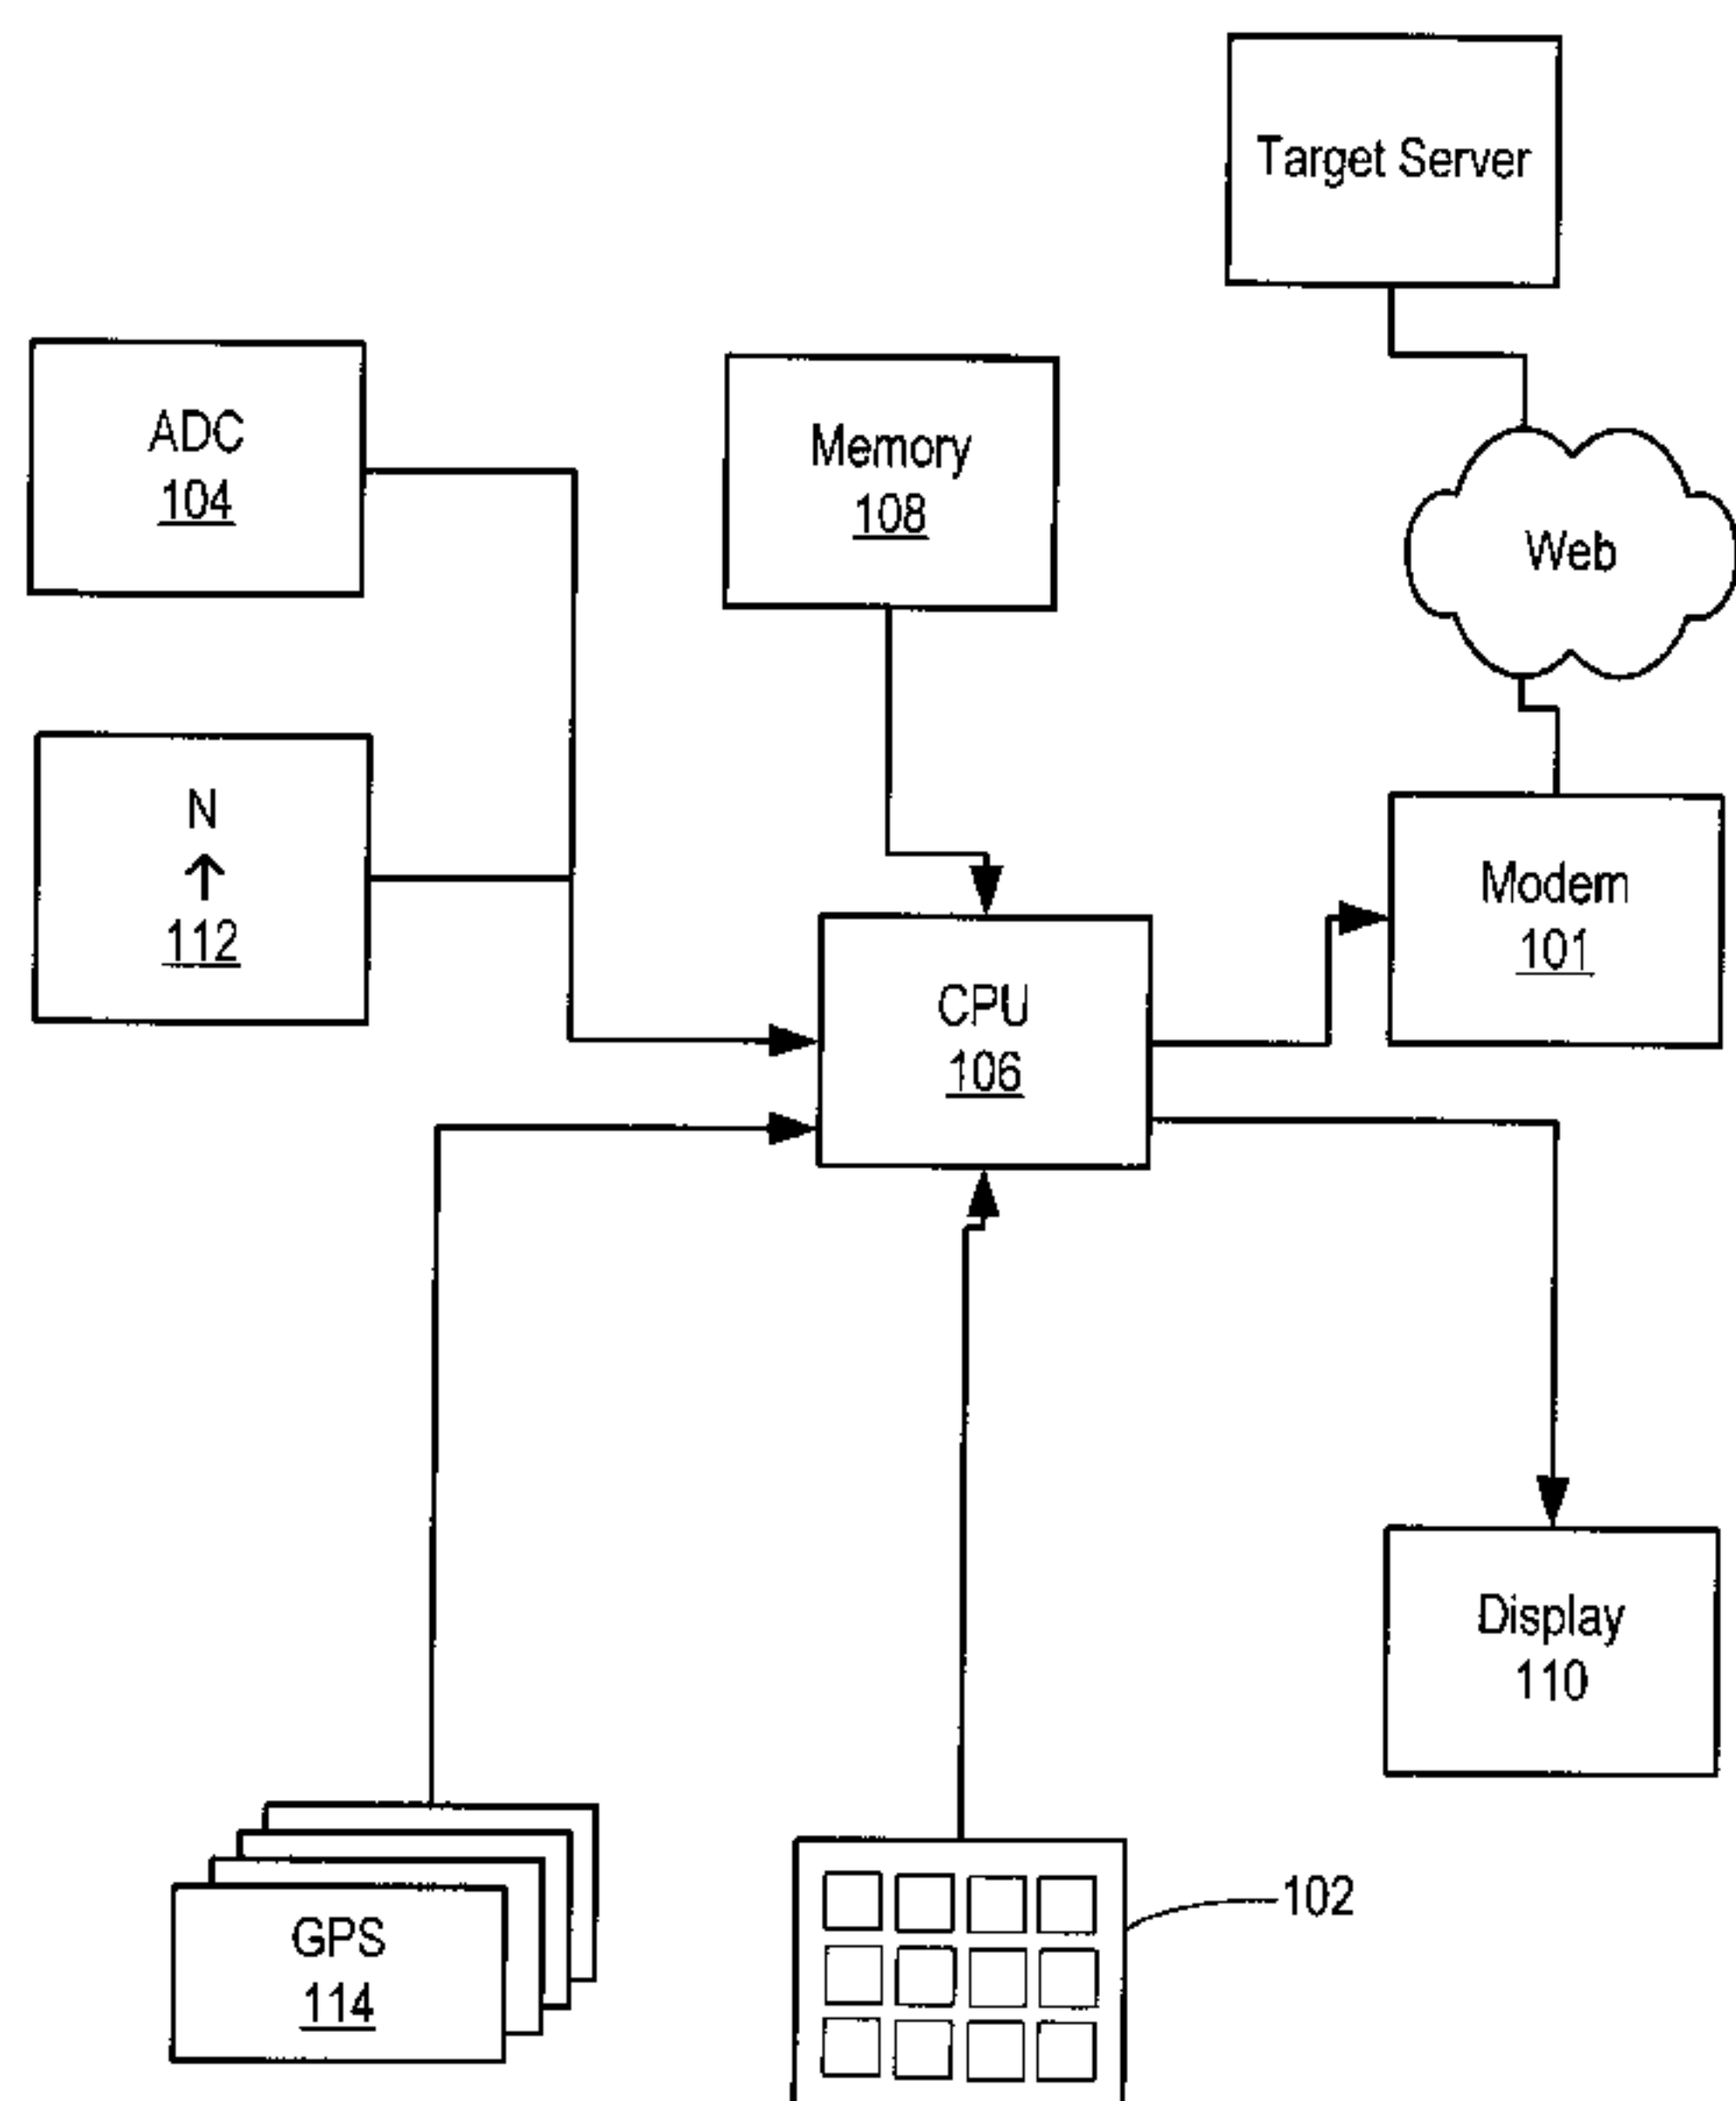 Target Server
ADC
104
Memory
108
Web
N
112
Modem
101
CPU
106
Display
110
102
GPS
114